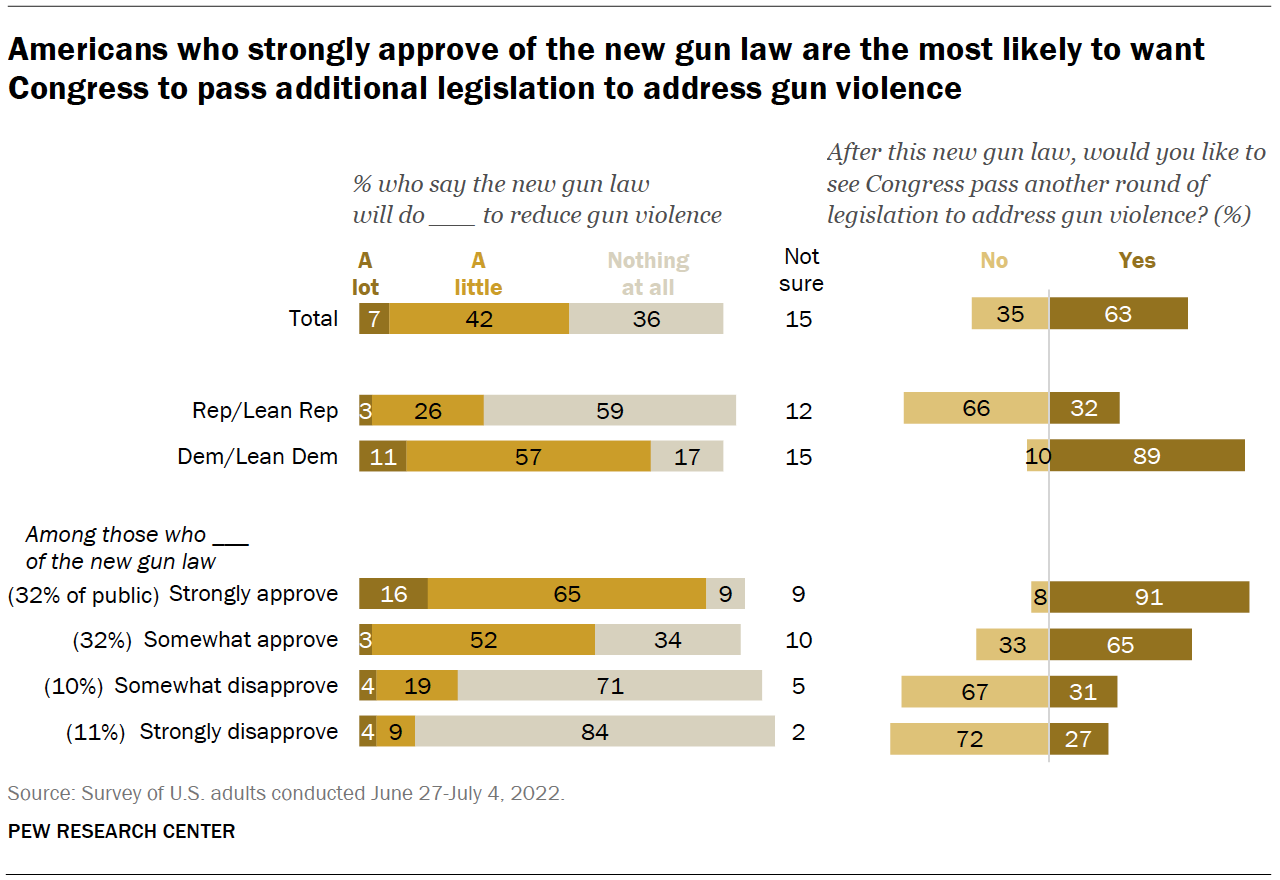 Americans who strongly approve of the new gun law are the most likely to want
Congress to pass additional legislation to address gun violence
% who say the new gun law
will do ___ to reduce gun violence
After this new gun law, would you like to
see Congress pass another round of
legislation to address gun violence? (%)
A lot
A little
Nothing at all
Not sure
No Yes
Total 7 42 36 15 35 63
Rep/Lean Rep 3 26 59 12 66 32
Dem/Lean Dem 11 57 17 15 10 89
Among those who ___
of the new gun law
(32% of public) Strongly approve 16 65 9 9 8 91
(32%) Somewhat approve 3 52 34 10 33 65
(10%) Somewhat disapprove 4 19 71 5 67 31
(11%) Strongly disapprove 4 9 84 2 72 27
Source: Survey of U.S. adults conducted June 27-July 4, 2022.
PEW RESEARCH CENTER